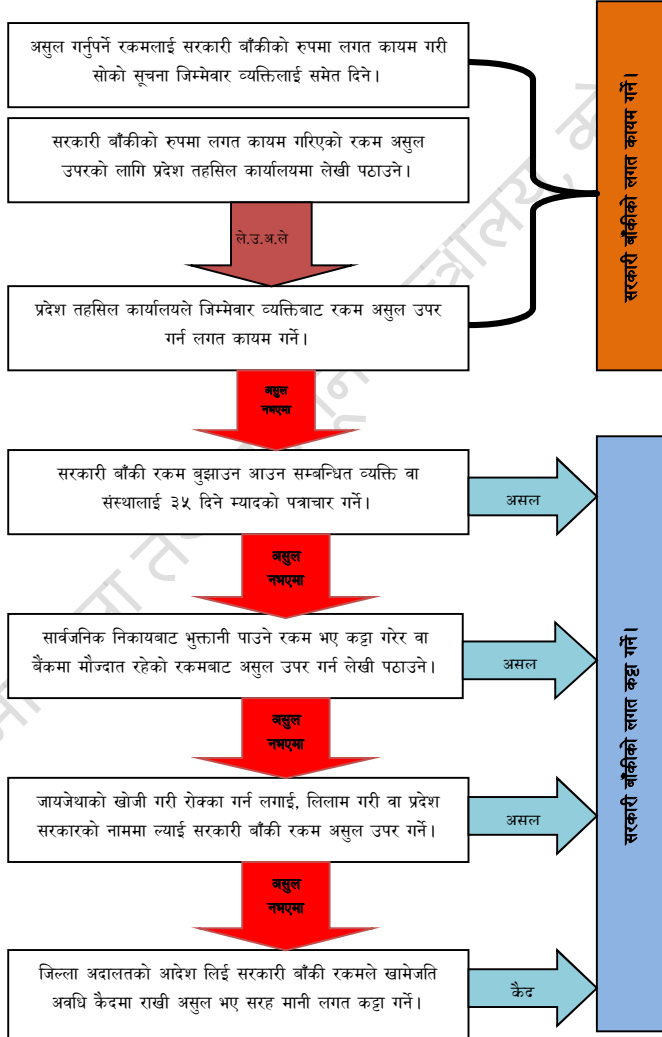 असुल गर्नुपर्ने रकमलाई सरकारी बाँकीको रुपमा लगत कायम गरी
सोको सूचना जिम्मेवार व्यक्तिलाई समेत दिने।
सरकारी बाँकीको रुपमा लगत कायम गरिएको रकम असुल
उपरको लागि प्रदेश तहसिल कार्यालयमा लेखी पठाउने।
सरकारी बाँकीको लगत कायम गर्ने।
ले.उ.अ.ले
प्रदेश तहसिल कार्यालयले जिम्मेवार व्यक्तिबाट रकम असुल उपर
गर्न लगत कायम गर्ने।
असुल
नभएमा
सरकारी बाँकी रकम बुझाउन आउन सम्बन्धित व्यक्ति वा
संस्थालाई ३५ दिने म्यादको पत्राचार गर्ने।
असल
असुल
नभएमा
सार्वजनिक निकायबाट भुक्तानी पाउने रकम भए कट्टा गरेर वा
बैंकमा मौज्दात रहेको रकमबाट असुल उपर गर्न लेखी पठाउने।
असल
सरकारी बाँकीको लगत कट्टा गर्ने।
असुल
नभएमा
जायजेथाको खोजी गरी रोक्का गर्न लगाई, लिलाम गरी वा प्रदेश
सरकारको नाममा ल्याई सरकारी बाँकी रकम असुल उपर गर्ने।
असल
असुल
नभएमा
जिल्ला अदालतको आदेश लिई सरकारी बाँकी रकमले खामेजति
अवधि कैदमा राखी असुल भए सरह मानी लगत कट्टा गर्ने।
कैद